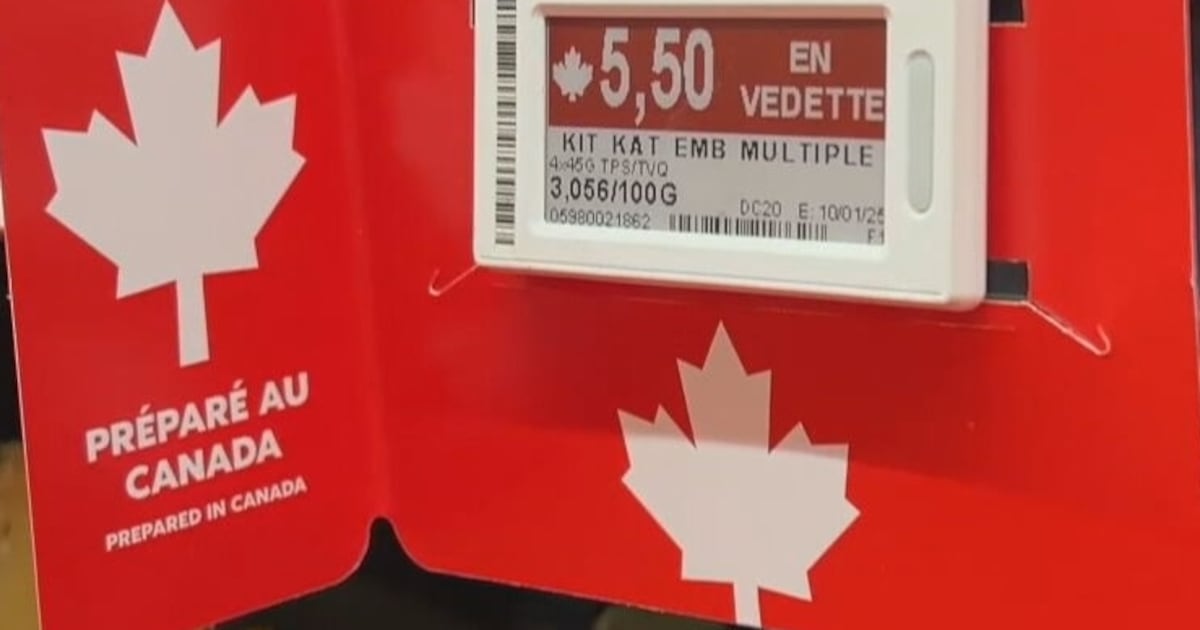 PRÉPARÉ AU
CANADA
PREPARED IN CANADA
5,50
EN
VEDETTE
KIT KAT EMB MULTIPLE
4x45G TPS/TVQ
3,056/100G
DC20 E: 10/01/25
05980021862